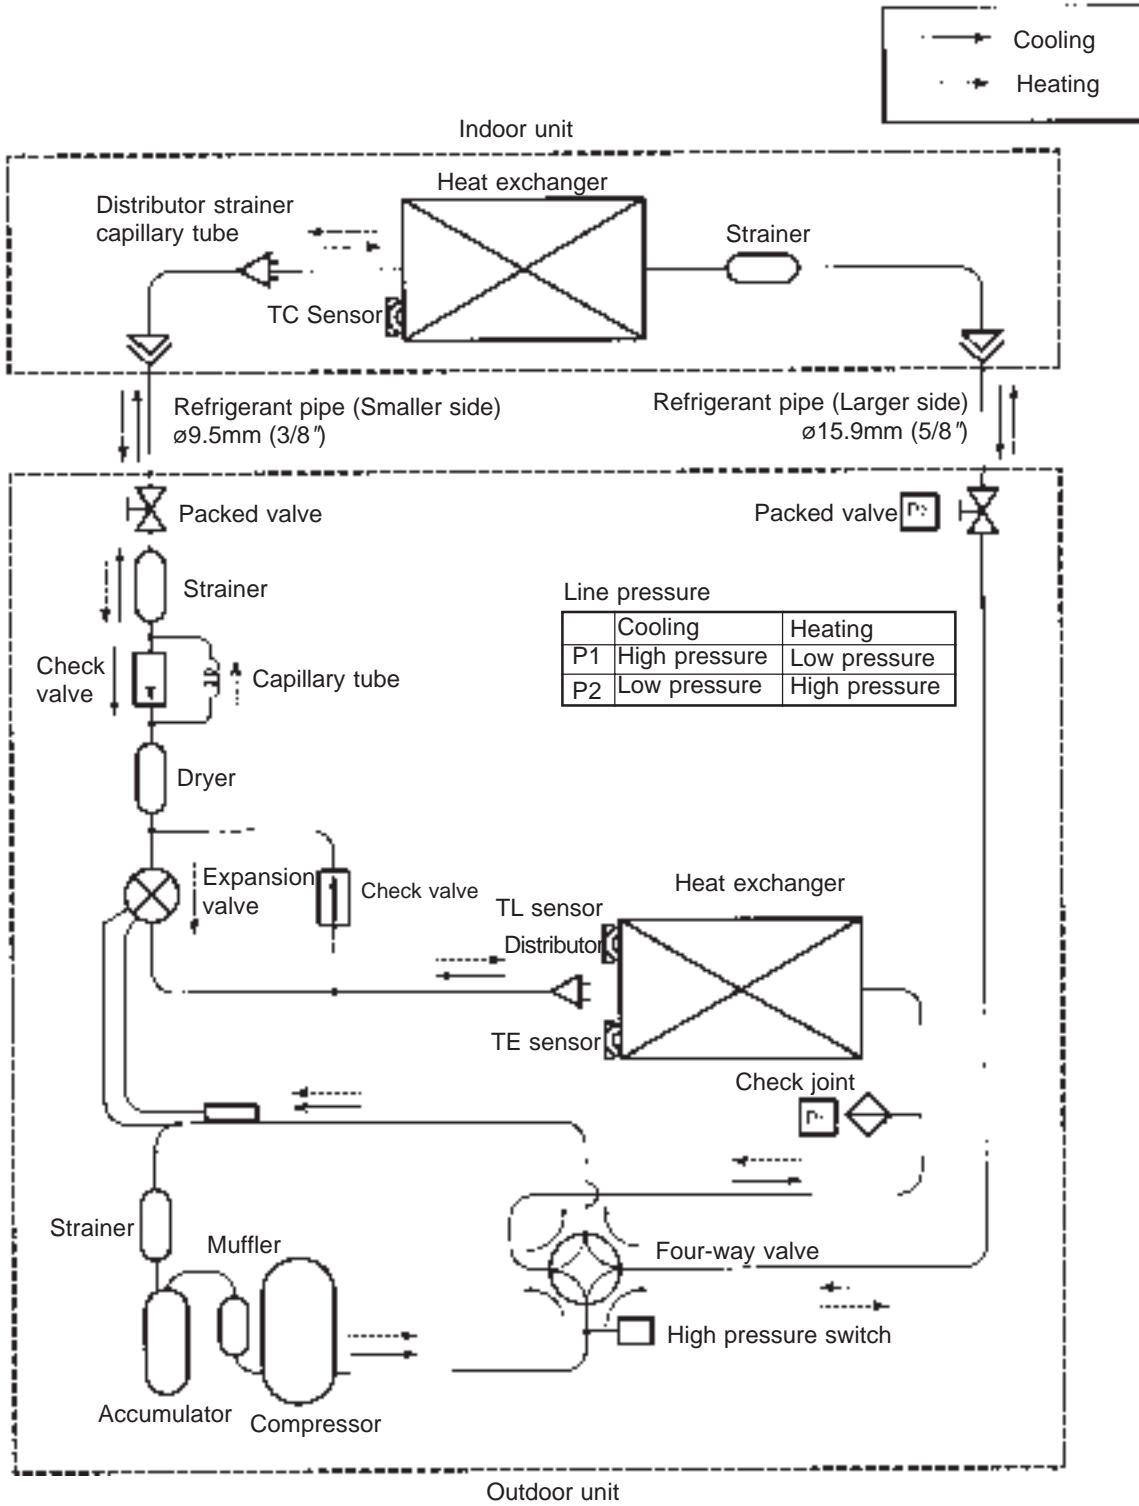 Cooling
Heating
Indoor unit
Heat exchanger
Distributor strainer
capillary tube
Strainer
TC Sensor
Refrigerant pipe (Smaller side)
ø9.5mm (3/8")
Refrigerant pipe (Larger side)
ø15.9mm (5/8")
Packed valve
Packed valve
P2
Strainer
Line pressure
Cooling Heating
P1 High pressure Low pressure
P2 Low pressure High pressure
Check
valve
Capillary tube
Dryer
Expansion
valve
Check valve
Heat exchanger
TL sensor
Distributor
TE sensor
Check joint
Strainer
Muffler
Four-way valve
High pressure switch
Accumulator
Compressor
Outdoor unit